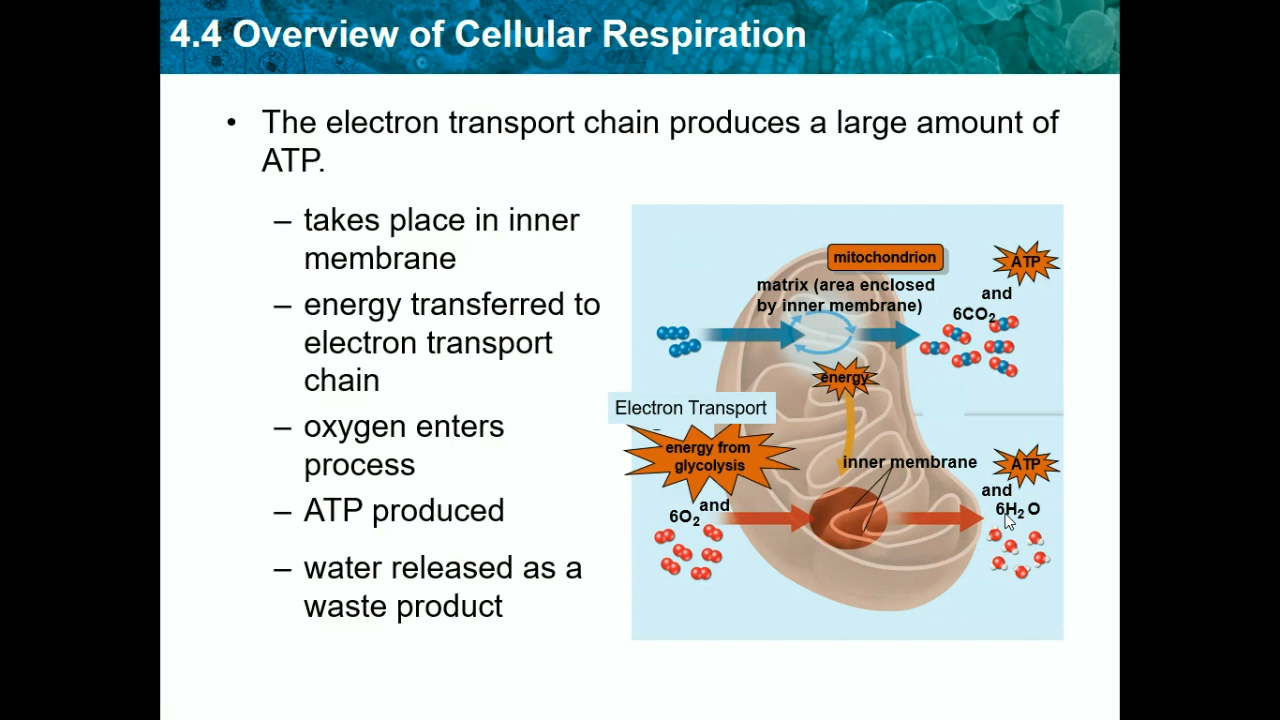 4.4 Overview of Cellular Respiration
• The electron transport chain produces a large amount of
ATP.
– takes place in inner
membrane
– energy transferred to
electron transport
chain
– oxygen enters
process
– ATP produced
– water released as a
waste product
mitochondrion
matrix (area enclosed
by inner membrane)
ATP
and
6CO2
energy
Electron Transport
energy from
glycolysis
and
6O2
inner membrane
ATP
and
6H2O